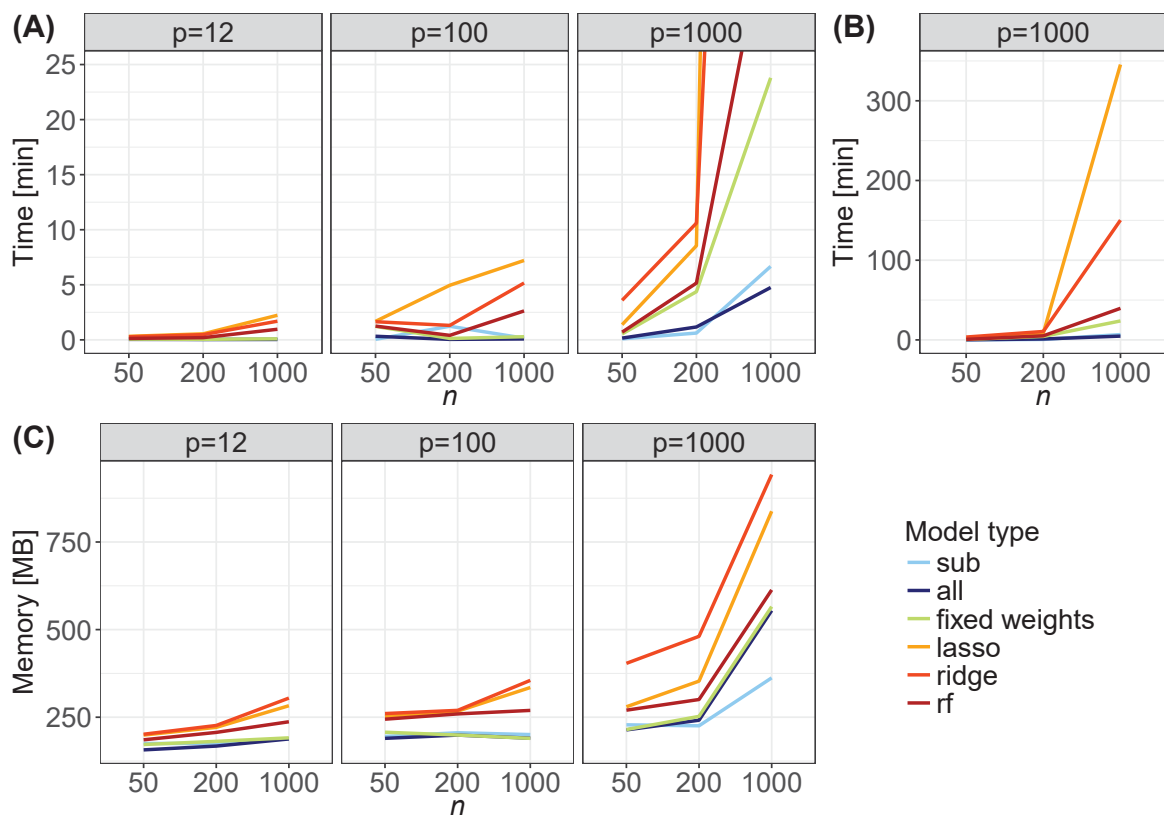 (A)
p=12
p=100
p=1000
Time [min]
25
20
15
10
5
0
50 200 1000
50 200 1000
50 200 1000
n
(B)
p=1000
Time [min]
300
200
100
0
50 200 1000
n
(C)
p=12
p=100
p=1000
Memory [MB]
750
500
250
50 200 1000
50 200 1000
50 200 1000
n
Model type
sub
all
fixed weights
lasso
ridge
rf